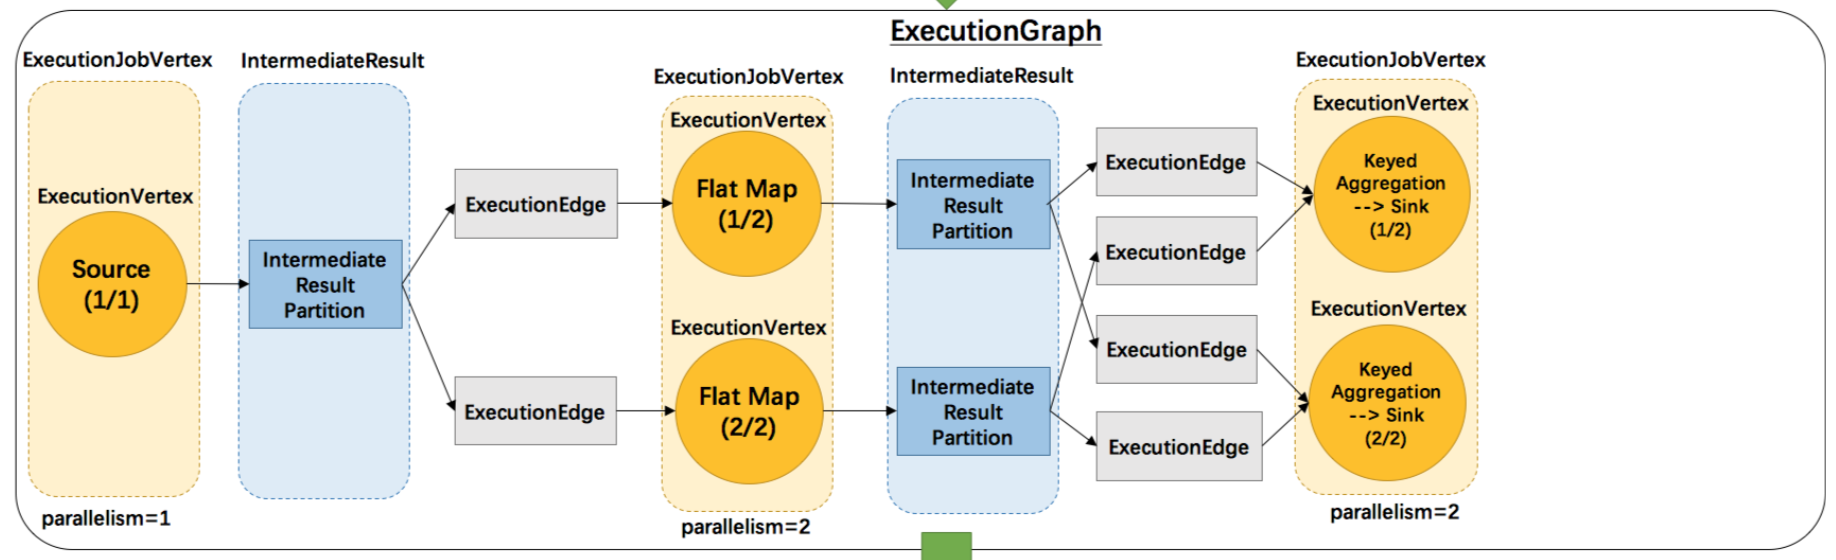 ExecutionGraph
ExecutionJobVertex
IntermediateResult
ExecutionVertex
Source
(1/1)
parallelism=1
Intermediate
Result
Partition
ExecutionEdge
ExecutionEdge
ExecutionJobVertex
ExecutionVertex
Flat Map
(1/2)
ExecutionVertex
Flat Map
(2/2)
parallelism=2
IntermediateResult
Intermediate
Result
Partition
Intermediate
Result
Partition
ExecutionEdge
ExecutionEdge
ExecutionEdge
ExecutionEdge
ExecutionJobVertex
ExecutionVertex
Keyed
Aggregation
--> Sink
(1/2)
ExecutionVertex
Keyed
Aggregation
--> Sink
(2/2)
parallelism=2